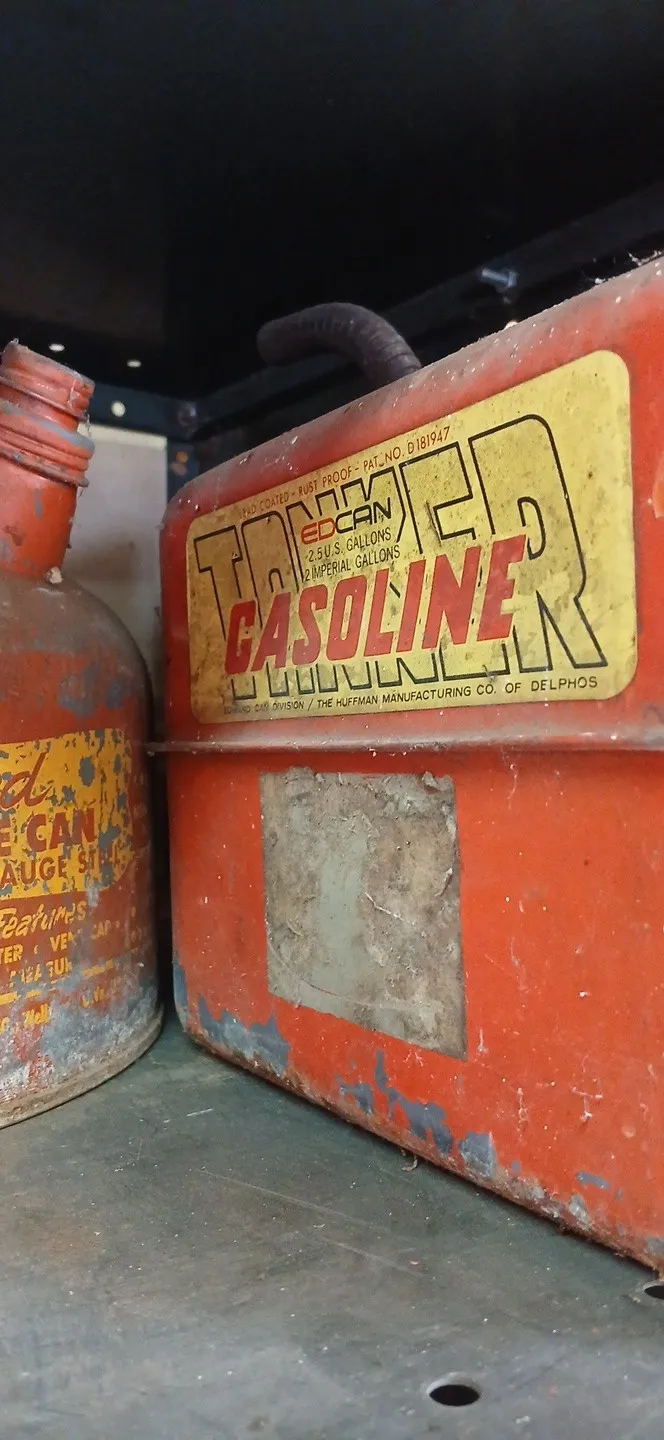 LEAD COATED - RUST PROOF - PAT. NO. D181947
TANKER
EDCAN
2.5 U.S. GALLONS
2 IMPERIAL GALLONS
GASOLINE
CAN DIVISION / THE HUFFMAN MANUFACTURING CO. OF DELPHOS
d
E CAN
AUGE ST
Features
TER VENT CAP